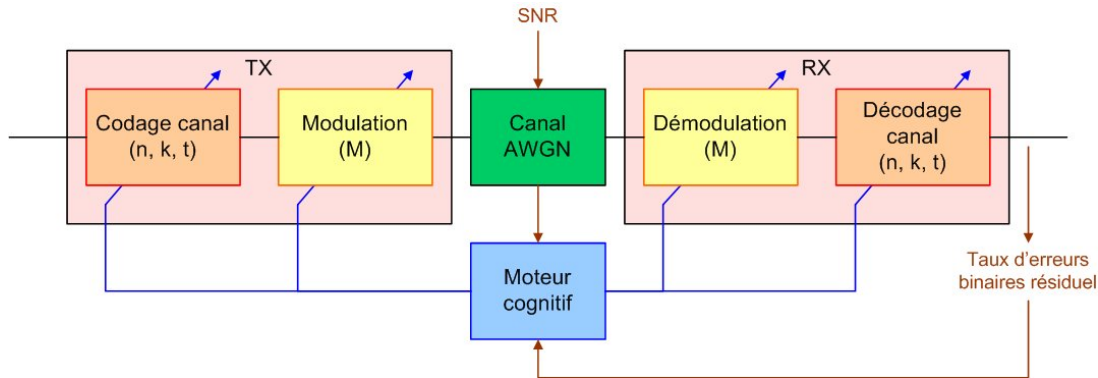 SNR
TX
RX
Codage canal
(n, k, t)
Modulation
(M)
Canal
AWGN
Démodulation
(M)
Décodage
canal
(n, k, t)
Moteur
cognitif
Taux d'erreurs
binaires résiduel